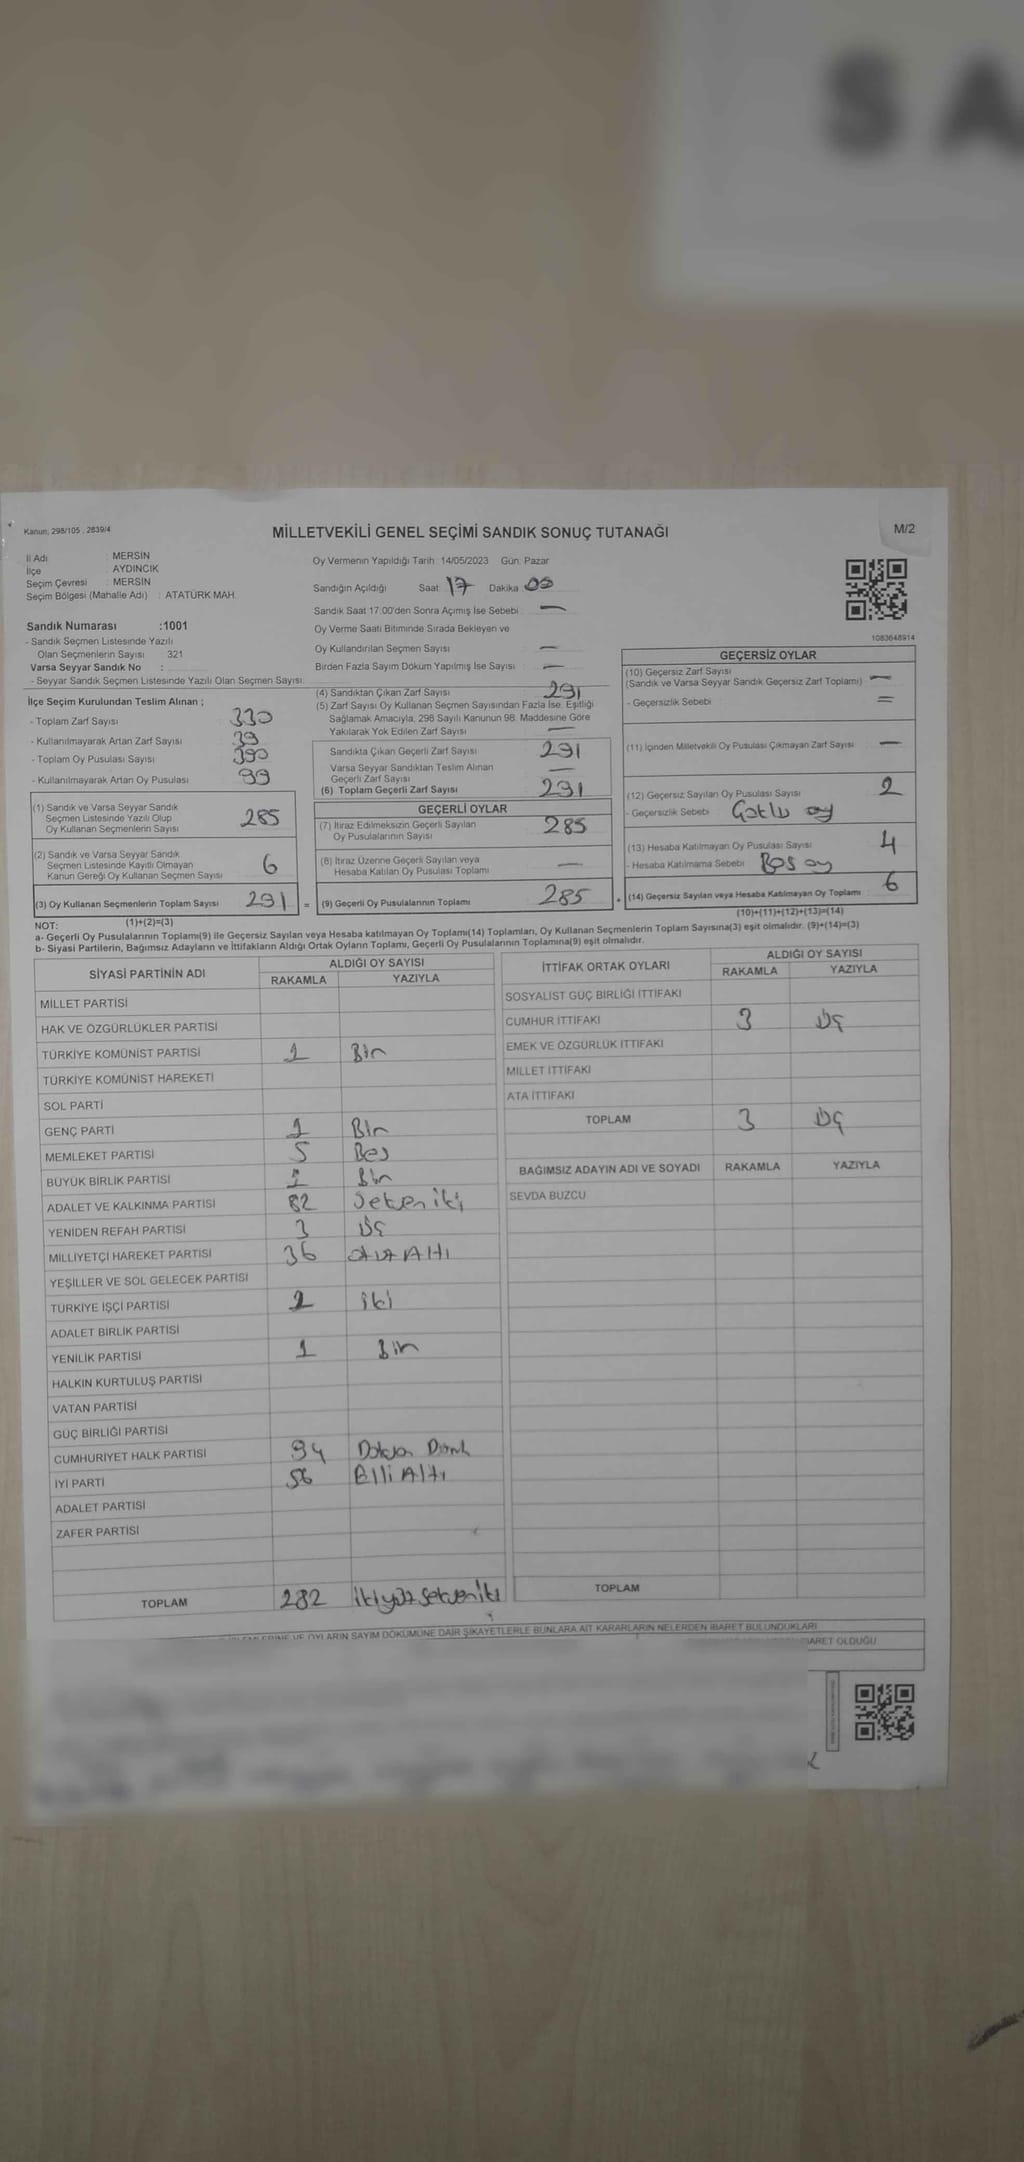 SA
Kanun; 298/105 , 2839/4
MİLLETVEKİLİ GENEL SEÇİMİ SANDIK SONUÇ TUTANAĞI
M/2
İl Adı : MERSİN
İlçe : AYDINCIK
Seçim Çevresi : MERSİN
Seçim Bölgesi (Mahalle Adı) : ATATÜRK MAH.
Sandık Numarası :1001
- Sandık Seçmen Listesinde Yazılı
Olan Seçmenlerin Sayısı 321
Varsa Seyyar Sandık No :
- Seyyar Sandık Seçmen Listesinde Yazılı Olan Seçmen Sayısı:
Oy Vermenin Yapıldığı Tarih: 14/05/2023 Gün: Pazar
Sandığın Açıldığı Saat: 17 Dakika 09
Sandık Saat 17:00'den Sonra Açımış İse Sebebi : —
Oy Verme Saati Bitiminde Sırada Bekleyen ve
Oy Kullandırılan Seçmen Sayısı —
Birden Fazla Sayım Döküm Yapılmış İse Sayısı —
1083648914
İlçe Seçim Kurulundan Teslim Alınan ;
- Toplam Zarf Sayısı 330
- Kullanılmayarak Artan Zarf Sayısı 39
- Toplam Oy Pusulası Sayısı 390
- Kullanılmayarak Artan Oy Pusulası 99
(1) Sandık ve Varsa Seyyar Sandık
Seçmen Listesinde Yazılı Olup
Oy Kullanan Seçmenlerin Sayısı 285
(2) Sandık ve Varsa Seyyar Sandık
Seçmen Listesinde Kayıtlı Olmayan
Kanun Gereği Oy Kullanan Seçmen Sayısı 6
(3) Oy Kullanan Seçmenlerin Toplam Sayısı 291 =
(1)+(2)=(3)
(4) Sandıktan Çıkan Zarf Sayısı 291
(5) Zarf Sayısı Oy Kullanan Seçmen Sayısından Fazla İse, Eşitliği
Sağlamak Amacıyla, 298 Sayılı Kanunun 98. Maddesine Göre
Yakılarak Yok Edilen Zarf Sayısı —
Sandıkta Çıkan Geçerli Zarf Sayısı 291
Varsa Seyyar Sandıktan Teslim Alınan
Geçerli Zarf Sayısı —
(6) Toplam Geçerli Zarf Sayısı 291
GEÇERLİ OYLAR
(7) İtiraz Edilmeksizin Geçerli Sayılan
Oy Pusulalarının Sayısı 285
(8) İtiraz Üzerine Geçerli Sayılan veya
Hesaba Katılan Oy Pusulası Toplamı —
(9) Geçerli Oy Pusulalarının Toplamı 285 +
GEÇERSİZ OYLAR
(10) Geçersiz Zarf Sayısı
(Sandık ve Varsa Seyyar Sandık Geçersiz Zarf Toplamı) —
- Geçersizlik Sebebi : =
(11) İçinden Milletvekili Oy Pusulası Çıkmayan Zarf Sayısı —
(12) Geçersiz Sayılan Oy Pusulası Sayısı 2
- Geçersizlik Sebebi oy
(13) Hesaba Katılmayan Oy Pusulası Sayısı 4
- Hesaba Katılmama Sebebi Boş oy
(14) Geçersiz Sayılan veya Hesaba Katılmayan Oy Toplamı 6
(10)+(11)+(12)+(13)=(14)
NOT:
a- Geçerli Oy Pusulalarının Toplamı(9) ile Geçersiz Sayılan veya Hesaba katılmayan Oy Toplamı(14) Toplamları, Oy Kullanan Seçmenlerin Toplam Sayısına(3) eşit olmalıdır. (9)+(14)=(3)
b- Siyasi Partilerin, Bağımsız Adayların ve İttifakların Aldığı Ortak Oyların Toplamı, Geçerli Oy Pusulalarının Toplamına(9) eşit olmalıdır.
SİYASİ PARTİNİN ADI ALDIĞI OY SAYISI
RAKAMLA YAZIYLA
MİLLET PARTİSİ
HAK VE ÖZGÜRLÜKLER PARTİSİ
TÜRKİYE KOMÜNİST PARTİSİ 1 Bir
TÜRKİYE KOMÜNİST HAREKETİ
SOL PARTİ
GENÇ PARTİ 1 Bir
MEMLEKET PARTİSİ 5 Beş
BÜYÜK BİRLİK PARTİSİ 1 Bir
ADALET VE KALKINMA PARTİSİ 82 Seksen iki
YENİDEN REFAH PARTİSİ 3 Üç
MİLLİYETÇİ HAREKET PARTİSİ 36 otuz Altı
YEŞİLLER VE SOL GELECEK PARTİSİ
TÜRKİYE İŞÇİ PARTİSİ 2 iki
ADALET BİRLİK PARTİSİ
YENİLİK PARTİSİ 1 Bir
HALKIN KURTULUŞ PARTİSİ
VATAN PARTİSİ
GÜÇ BİRLİĞİ PARTİSİ
CUMHURİYET HALK PARTİSİ 94 Doksan Dört
İYİ PARTİ 56 Elli Altı
ADALET PARTİSİ
ZAFER PARTİSİ
TOPLAM 282 ikiyüz seksen iki
İTTİFAK ORTAK OYLARI ALDIĞI OY SAYISI
RAKAMLA YAZIYLA
SOSYALİST GÜÇ BİRLİĞİ İTTİFAKI
CUMHUR İTTİFAKI 3 Üç
EMEK VE ÖZGÜRLÜK İTTİFAKI
MİLLET İTTİFAKI
ATA İTTİFAKI
TOPLAM 3 Üç
BAĞIMSIZ ADAYIN ADI VE SOYADI RAKAMLA YAZIYLA
SEVDA BUZCU
TOPLAM
VE OYLARIN SAYIM DÖKÜMÜNE DAİR ŞİKAYETLERLE BUNLARA AİT KARARLARIN NELERDEN İBARET BULUNDUKLARI
İBARET OLDUĞU